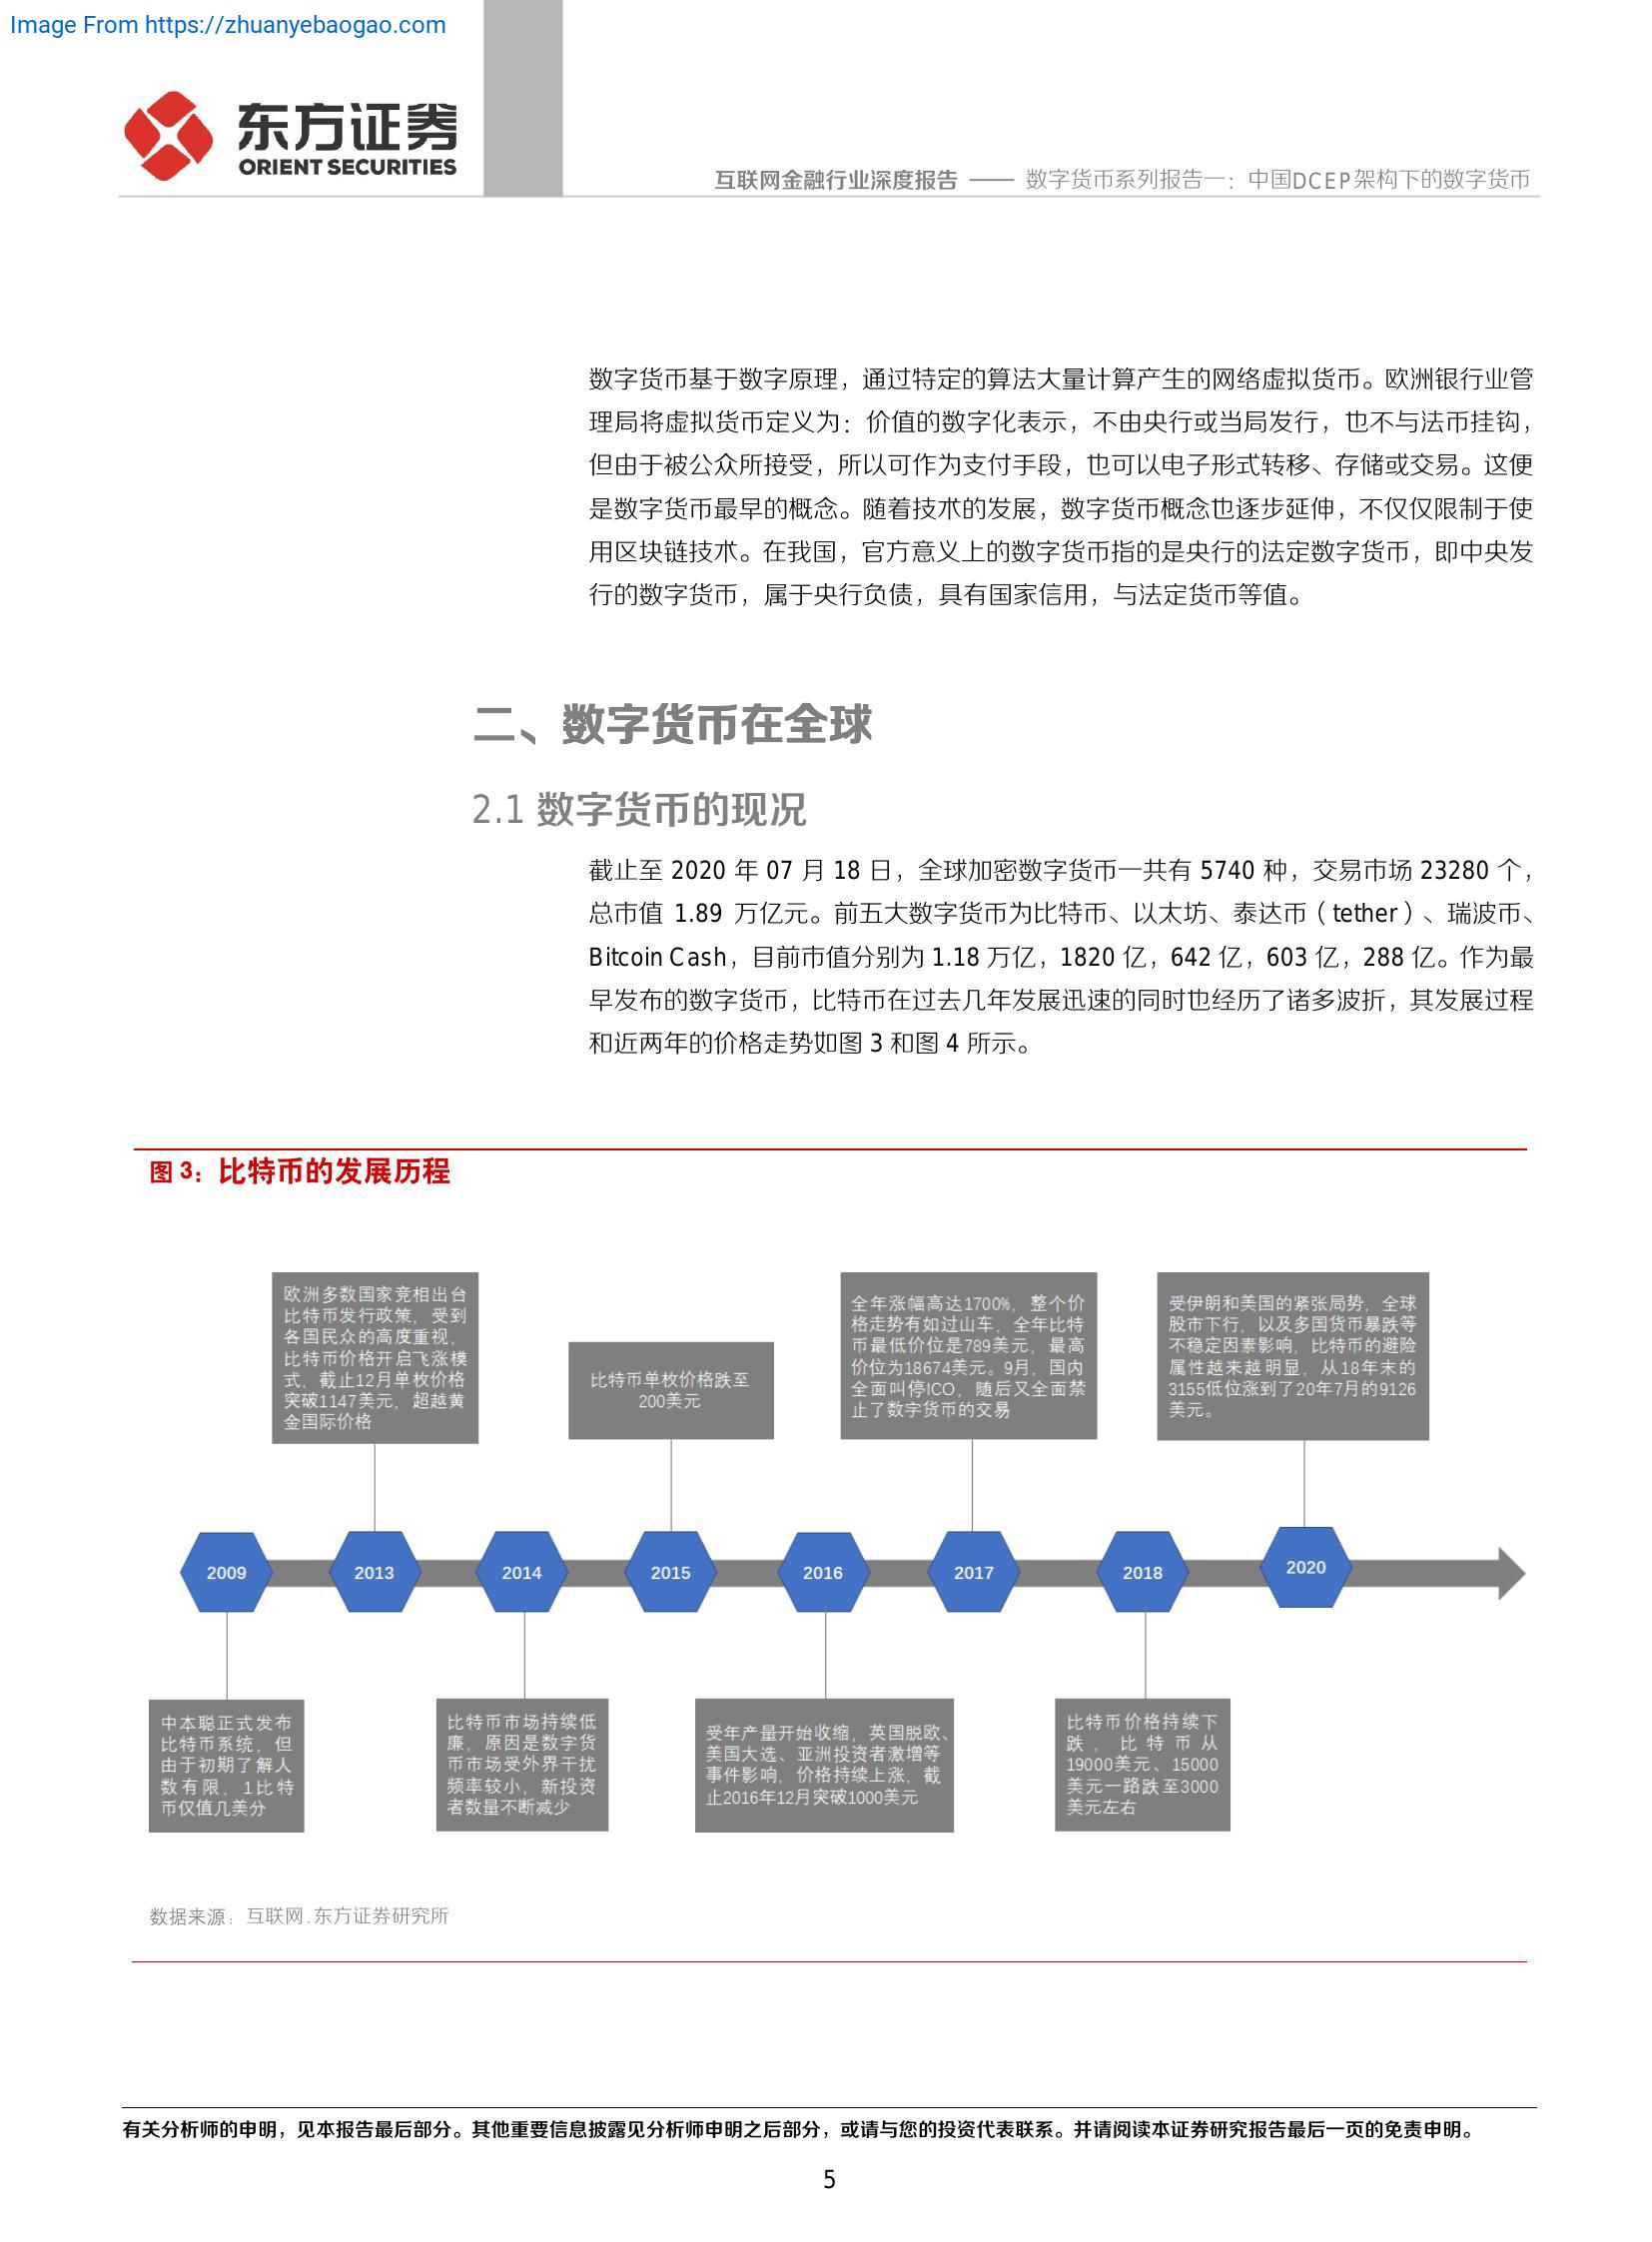 Image From https://zhuanyebaogao.com
东方证券
ORIENT SECURITIES
互联网金融行业深度报告 —— 数字货币系列报告一：中国DCEP架构下的数字货币
数字货币基于数字原理，通过特定的算法大量计算产生的网络虚拟货币。欧洲银行业管
理局将虚拟货币定义为：价值的数字化表示，不由央行或当局发行，也不与法币挂钩，
但由于被公众所接受，所以可作为支付手段，也可以电子形式转移、存储或交易。这便
是数字货币最早的概念。随着技术的发展，数字货币概念也逐步延伸，不仅仅限制于使
用区块链技术。在我国，官方意义上的数字货币指的是央行的法定数字货币，即中央发
行的数字货币，属于央行负债，具有国家信用，与法定货币等值。
二、数字货币在全球
2.1 数字货币的现况
截止至 2020 年 07 月 18 日，全球加密数字货币一共有 5740 种，交易市场 23280 个，
总市值 1.89 万亿元。前五大数字货币为比特币、以太坊、泰达币（tether）、瑞波币、
Bitcoin Cash，目前市值分别为 1.18 万亿，1820 亿，642 亿，603 亿，288 亿。作为最
早发布的数字货币，比特币在过去几年发展迅速的同时也经历了诸多波折，其发展过程
和近两年的价格走势如图 3 和图 4 所示。
图 3：比特币的发展历程
欧洲多数国家竞相出台
比特币发行政策，受到
各国民众的高度重视，
比特币价格开启飞涨模
式，截止12月单枚价格
突破1147美元，超越黄
金国际价格
比特币单枚价格跌至
200美元
全年涨幅高达1700%，整个价
格走势有如过山车，全年比特
币最低价位是789美元，最高
价位为18674美元。9月，国内
全面叫停ICO，随后又全面禁
止了数字货币的交易
受伊朗和美国的紧张局势，全球
股市下行，以及多国货币暴跌等
不稳定因素影响，比特币的避险
属性越来越明显，从18年末的
3155低位涨到了20年7月的9126
美元。
2009
2013
2014
2015
2016
2017
2018
2020
中本聪正式发布
比特币系统，但
由于初期了解人
数有限，1比特
币仅值几美分
比特币市场持续低
廉，原因是数字货
币市场受外界干扰
频率较小，新投资
者数量不断减少
受年产量开始收缩，英国脱欧、
美国大选、亚洲投资者激增等
事件影响，价格持续上涨，截
止2016年12月突破1000美元
比特币价格持续下
跌，比特币从
19000美元、15000
美元一路跌至3000
美元左右
数据来源：互联网.东方证券研究所
有关分析师的申明，见本报告最后部分。其他重要信息披露见分析师申明之后部分，或请与您的投资代表联系。并请阅读本证券研究报告最后一页的免责申明。
5